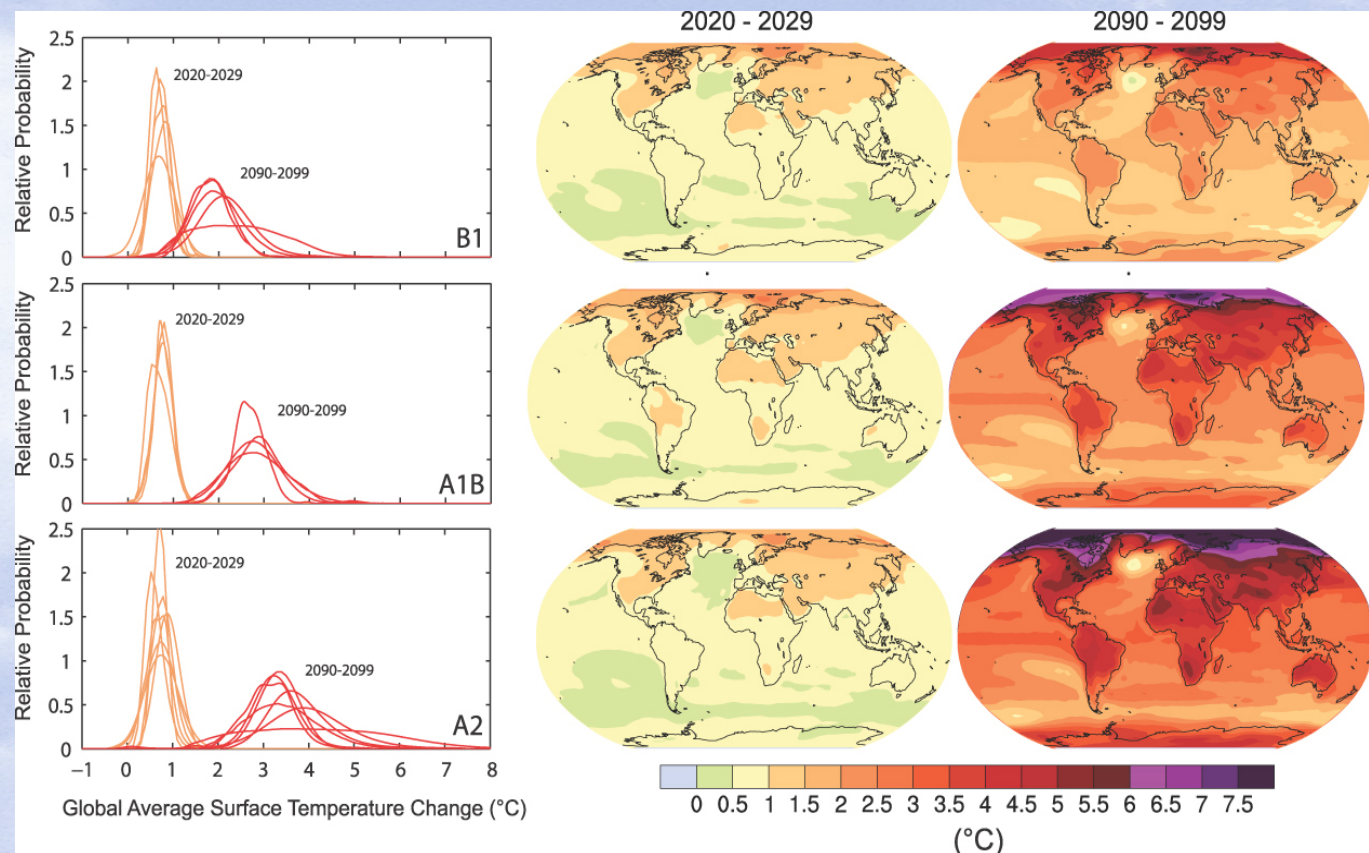 2020 - 2029
2090 - 2099
Relative Probability
2.5
2
1.5
1
0.5
0
2020-2029
2090-2099
B1
Relative Probability
2.5
2
1.5
1
0.5
0
2020-2029
2090-2099
A1B
Relative Probability
2.5
2
1.5
1
0.5
0
2020-2029
2090-2099
A2
−1 0 1 2 3 4 5 6 7 8
Global Average Surface Temperature Change (°C)
0 0.5 1 1.5 2 2.5 3 3.5 4 4.5 5 5.5 6 6.5 7 7.5
(°C)